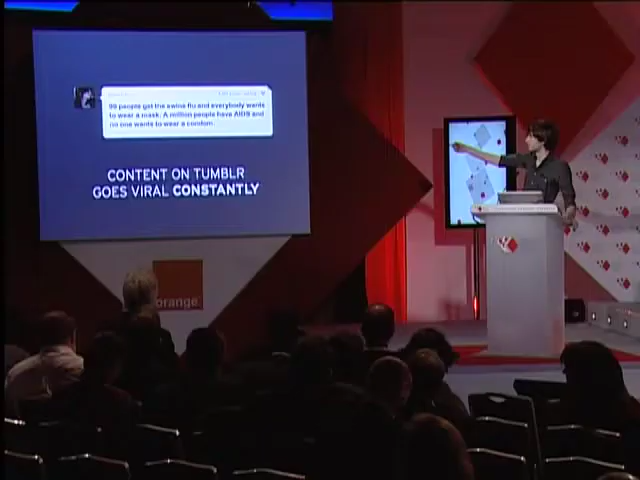 99 people get the swine flu and everybody wants
to wear a mask. A million people have AIDS and
no one wants to wear a condom.
CONTENT ON TUMBLR
GOES VIRAL CONSTANTLY
orange